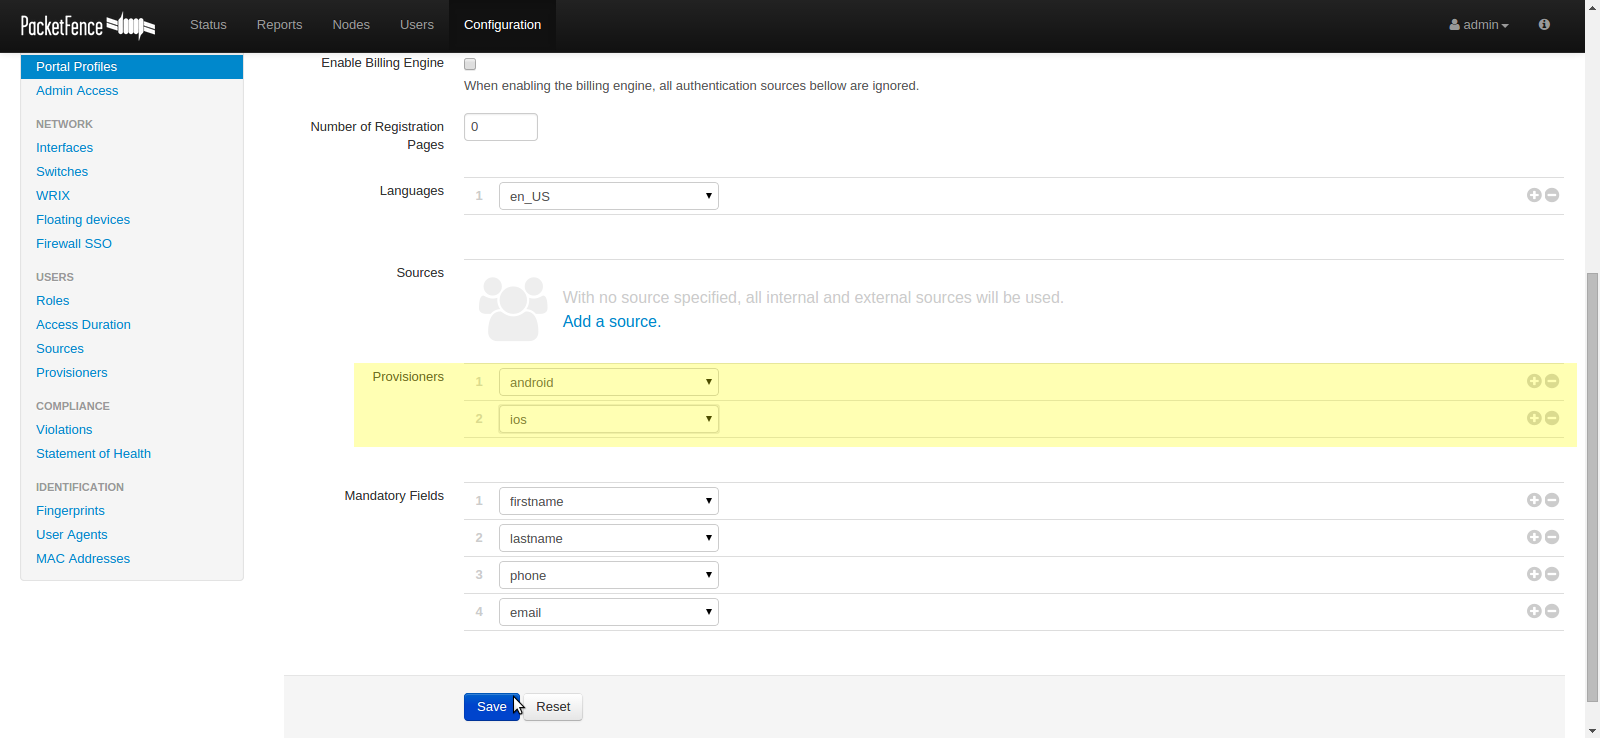 PacketFence Status Reports Nodes Users Configuration admin
Portal Profiles
Admin Access
NETWORK
Interfaces
Switches
WRIX
Floating devices
Firewall SSO
USERS
Roles
Access Duration
Sources
Provisioners
COMPLIANCE
Violations
Statement of Health
IDENTIFICATION
Fingerprints
User Agents
MAC Addresses
Enable Billing Engine
When enabling the billing engine, all authentication sources bellow are ignored.
Number of Registration
Pages
0
Languages
1 en_US
Sources
With no source specified, all internal and external sources will be used.
Add a source.
Provisioners
1 android
2 ios
Mandatory Fields
1 firstname
2 lastname
3 phone
4 email
Save Reset